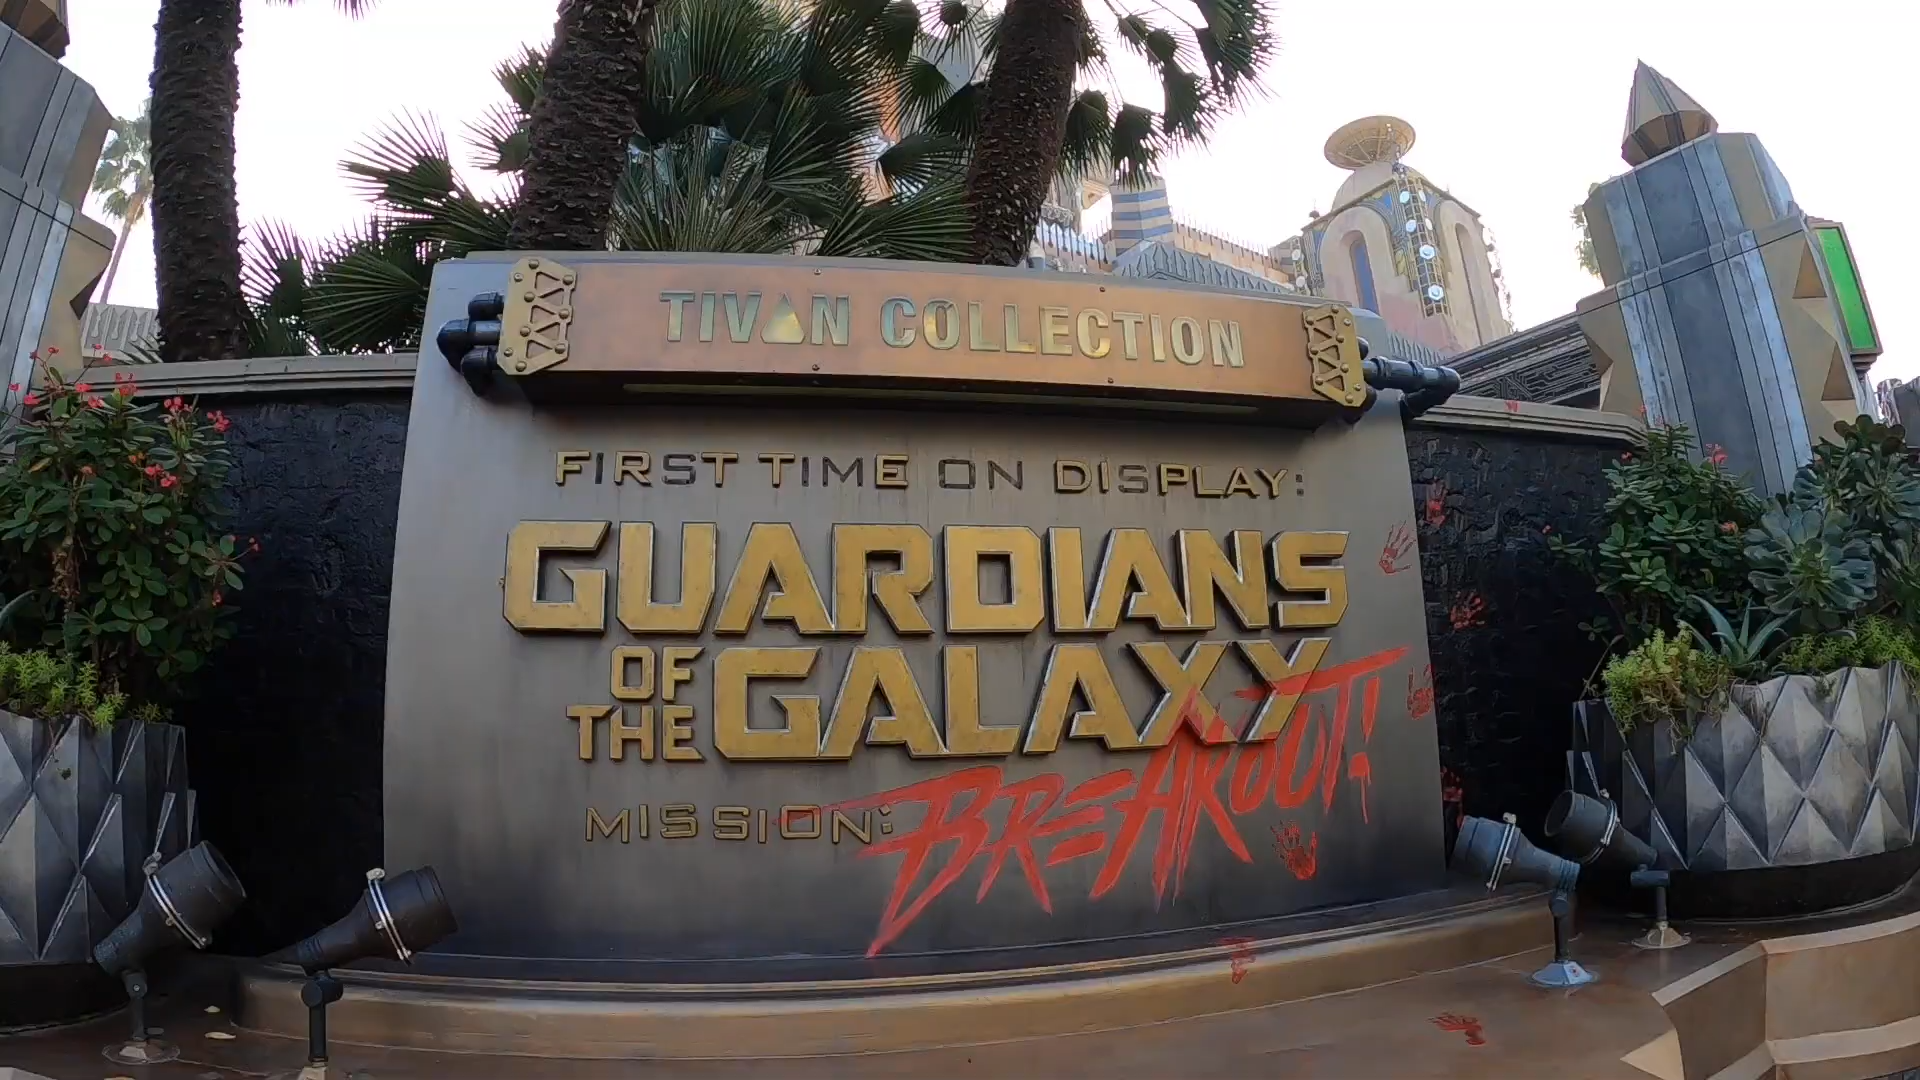 TIVAN COLLECTION
FIRST TIME ON DISPLAY:
GUARDIANS
OF THE GALAXY
MISSION: BREAKOUT!